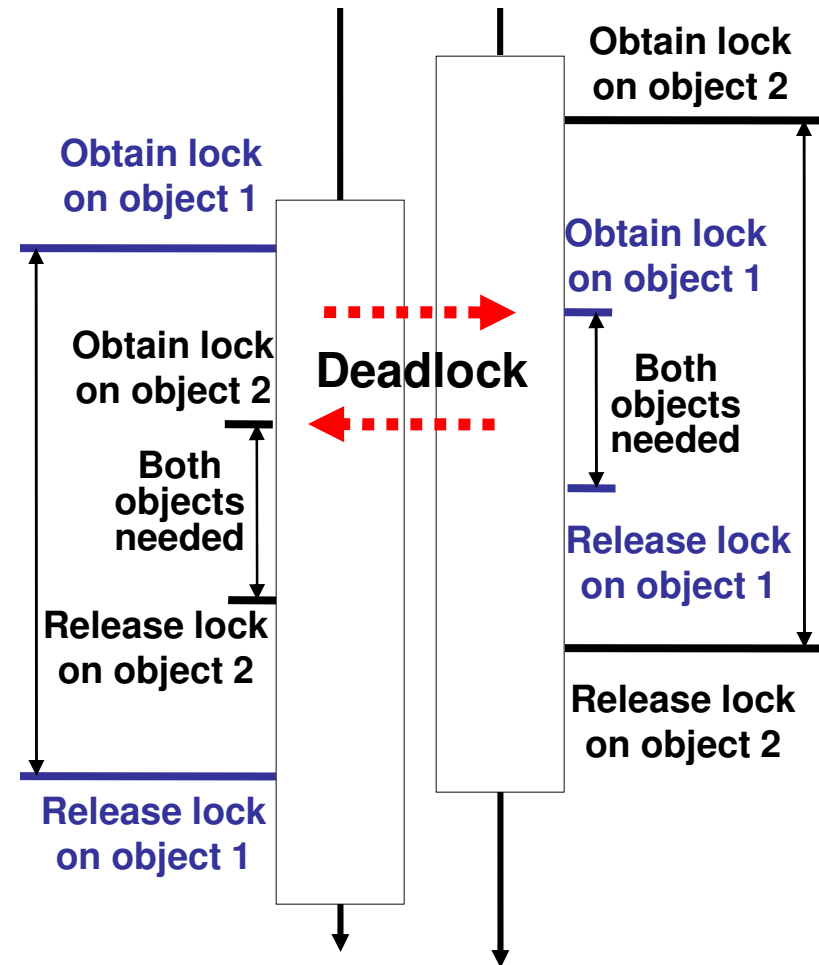 Obtain lock
on object 1
Obtain lock
on object 2
Both
objects
needed
Release lock
on object 2
Release lock
on object 1
Deadlock
Obtain lock
on object 2
Obtain lock
on object 1
Both
objects
needed
Release lock
on object 1
Release lock
on object 2